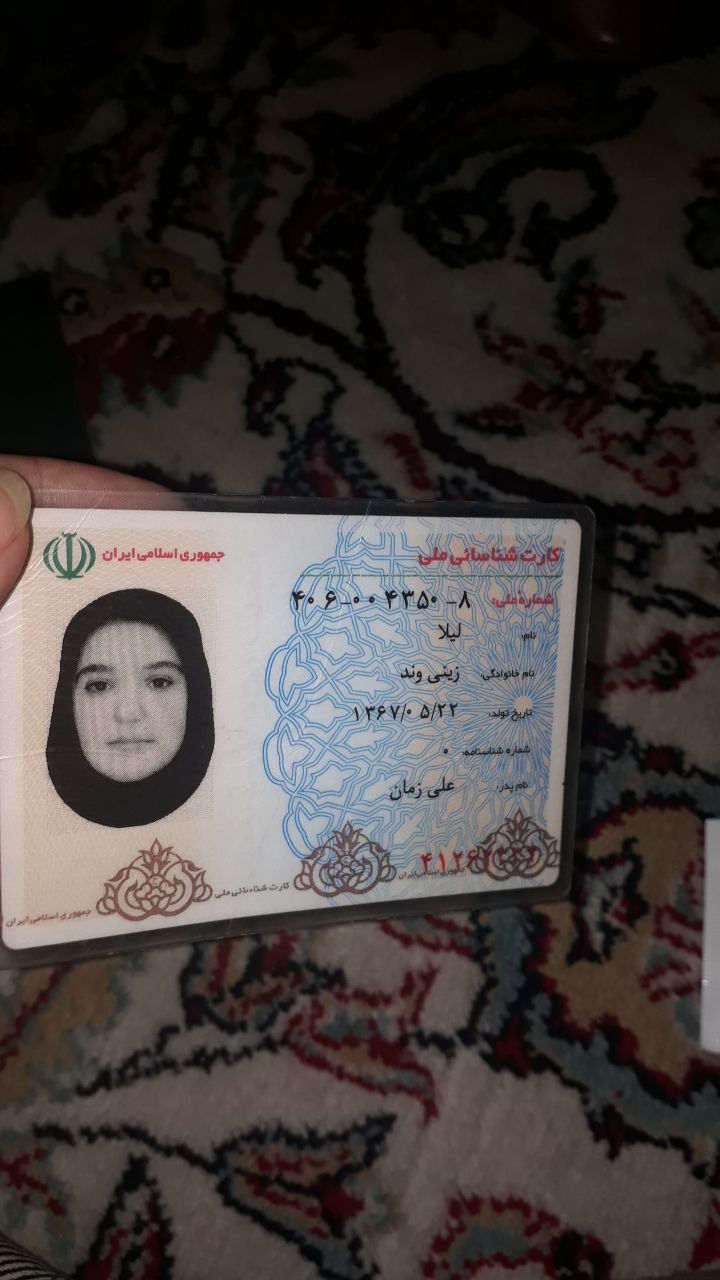 جمهوری اسلامی ایران
کارت شناسائی ملی
شماره ملی: ۴۰۶-۰۰۴۳۵۰-۸
نام: لیلا
نام خانوادگی: زینی وند
تاریخ تولد: ۱۳۶۷/۰۵/۲۲
شماره شناسنامه: ۰
نام پدر: علی زمان
جمهوری اسلامی ایران
کارت شناسائی ملی
جمهوری اسلامی ایران